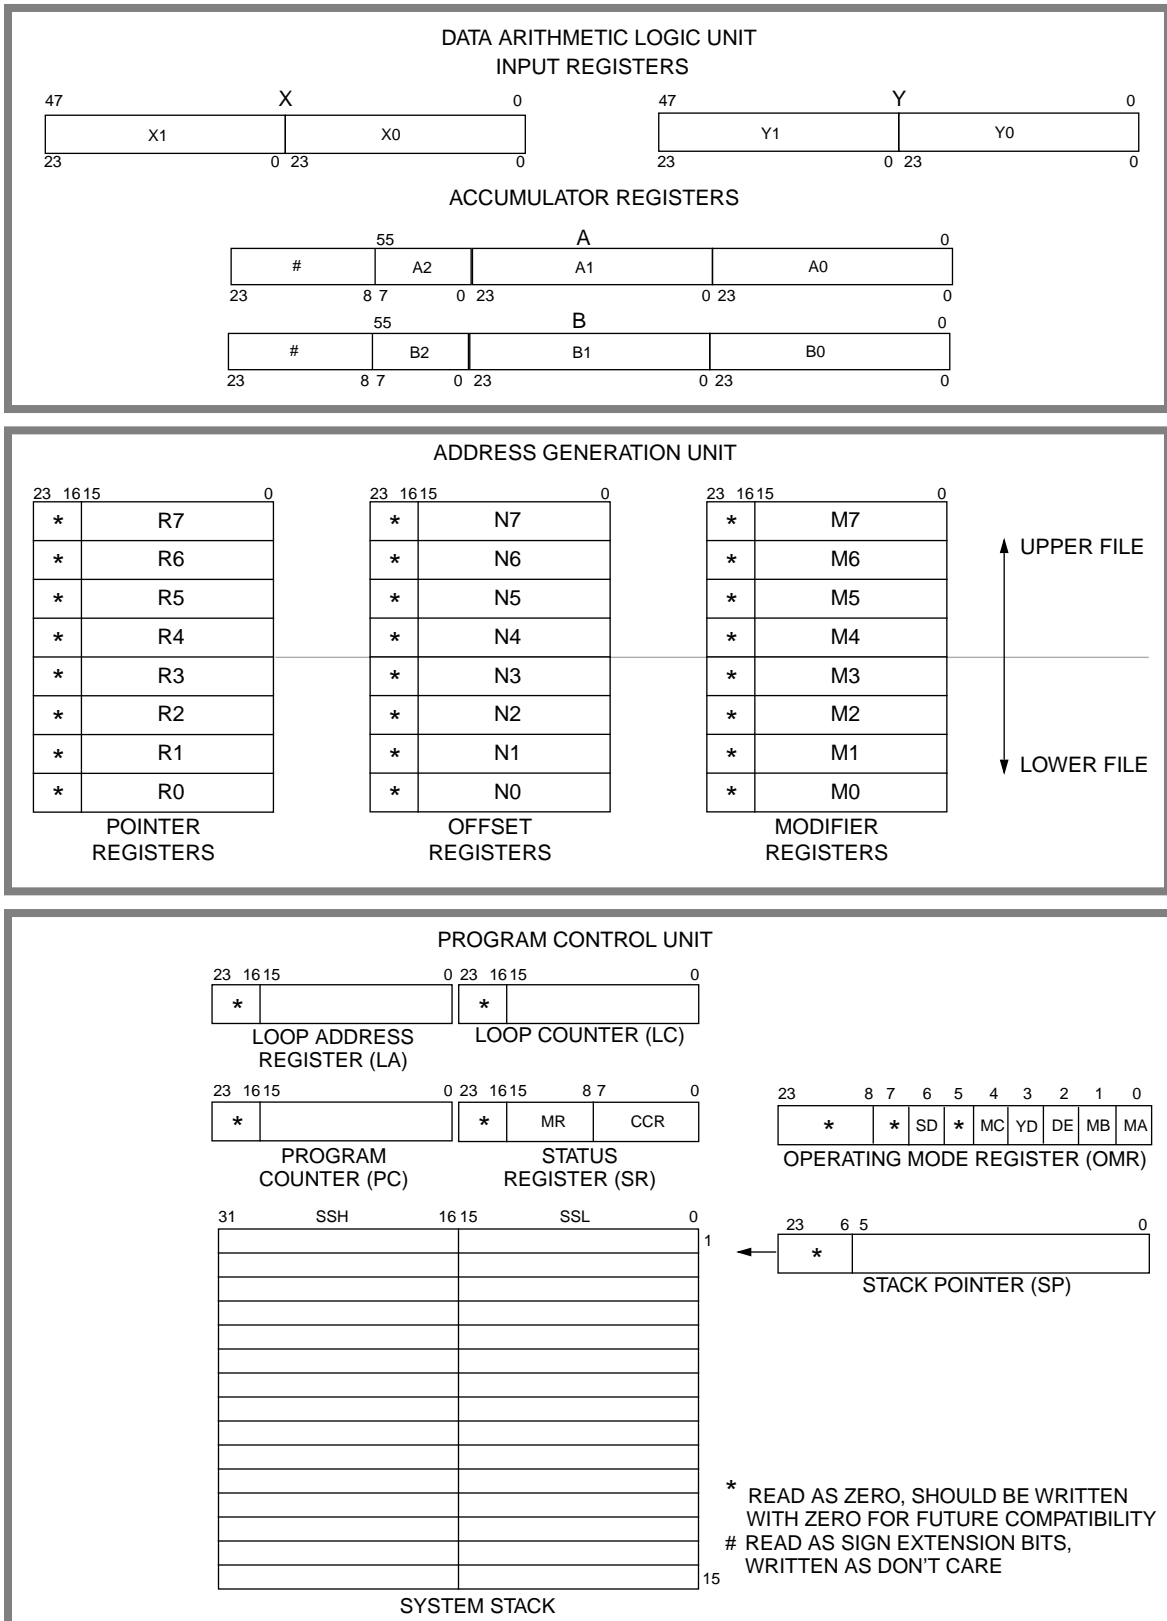 DATA ARITHMETIC LOGIC UNIT
INPUT REGISTERS
47 X 0 47 Y 0
X1 X0 Y1 Y0
23 0 23 0 23 0 23 0
ACCUMULATOR REGISTERS
55 A 0
# A2 A1 A0
23 8 7 0 23 0 23 0
55 B 0
# B2 B1 B0
23 8 7 0 23 0 23 0
ADDRESS GENERATION UNIT
23 16 15 0 23 16 15 0 23 16 15 0
* R7 * N7 * M7
* R6 * N6 * M6 UPPER FILE
* R5 * N5 * M5
* R4 * N4 * M4
* R3 * N3 * M3
* R2 * N2 * M2
* R1 * N1 * M1 LOWER FILE
* R0 * N0 * M0
POINTER OFFSET MODIFIER
REGISTERS REGISTERS REGISTERS
PROGRAM CONTROL UNIT
23 16 15 0 23 16 15 0
* *
LOOP ADDRESS LOOP COUNTER (LC)
REGISTER (LA)
23 16 15 0 23 16 15 8 7 0 23 8 7 6 5 4 3 2 1 0
* * MR CCR * * SD * MC YD DE MB MA
PROGRAM STATUS OPERATING MODE REGISTER (OMR)
COUNTER (PC) REGISTER (SR)
31 SSH 16 15 SSL 0 23 6 5 0
1 *
STACK POINTER (SP)
* READ AS ZERO, SHOULD BE WRITTEN
WITH ZERO FOR FUTURE COMPATIBILITY
# READ AS SIGN EXTENSION BITS,
WRITTEN AS DON'T CARE
15
SYSTEM STACK